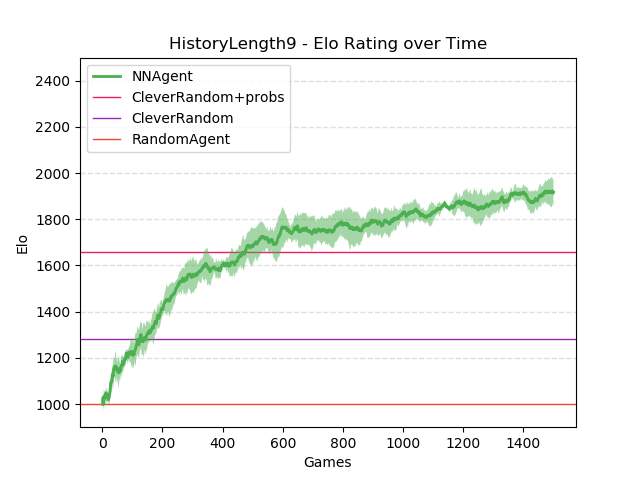 HistoryLength9 - Elo Rating over Time
NNAgent
CleverRandom+probs
CleverRandom
RandomAgent
Elo
2400
2200
2000
1800
1600
1400
1200
1000
0 200 400 600 800 1000 1200 1400
Games